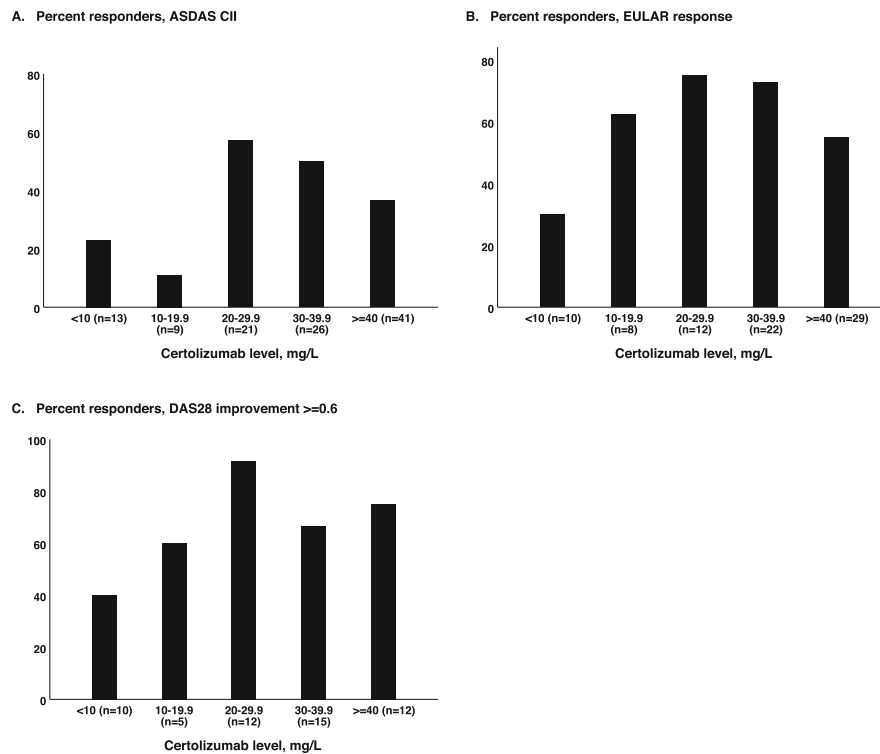 A. Percent responders, ASDAS CII
80
60
40
20
0
<10 (n=13) 10-19.9 20-29.9 30-39.9 >=40 (n=41)
(n=9) (n=21) (n=26)
Certolizumab level, mg/L
B. Percent responders, EULAR response
80
60
40
20
0
<10 (n=10) 10-19.9 20-29.9 30-39.9 >=40 (n=29)
(n=8) (n=12) (n=22)
Certolizumab level, mg/L
C. Percent responders, DAS28 improvement >=0.6
100
80
60
40
20
0
<10 (n=10) 10-19.9 20-29.9 30-39.9 >=40 (n=12)
(n=5) (n=12) (n=15)
Certolizumab level, mg/L